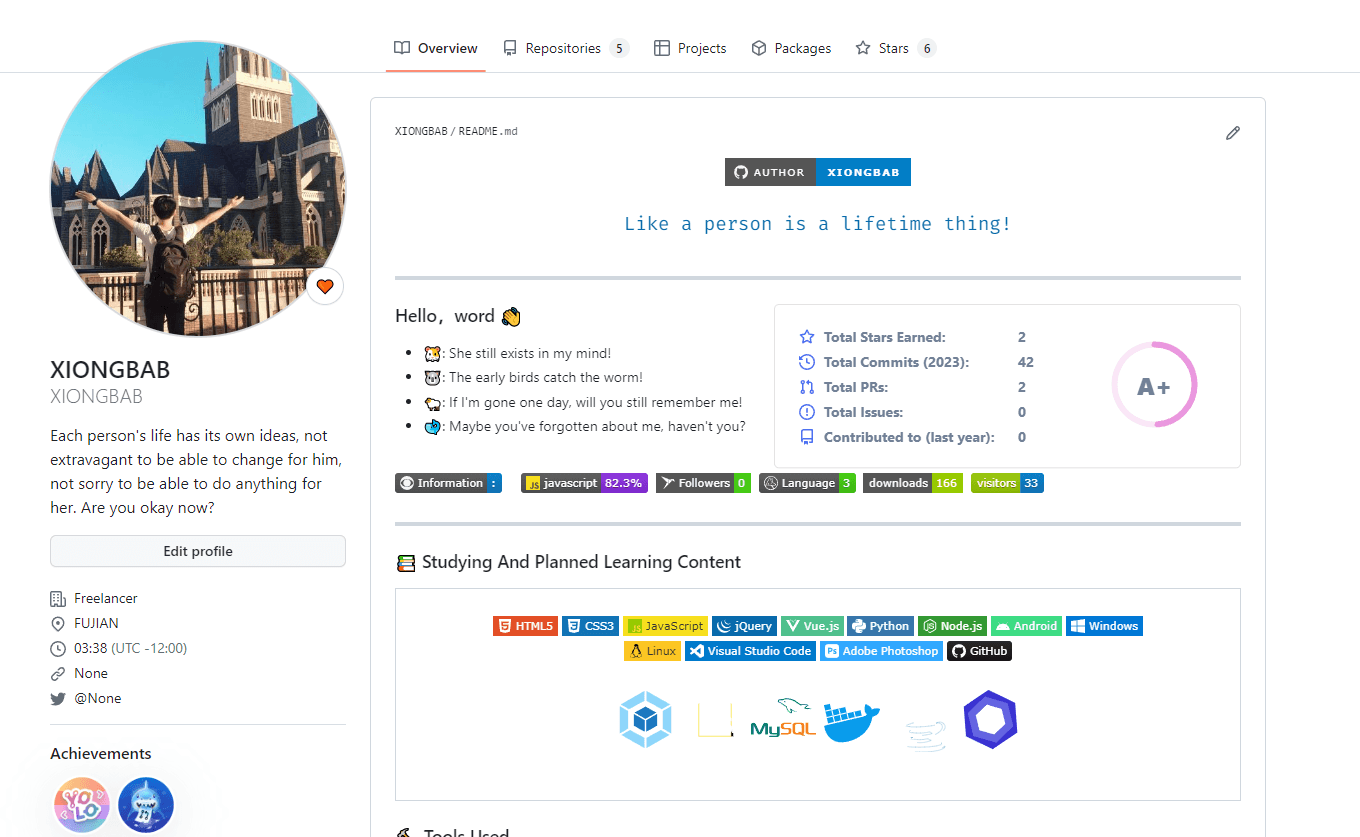 Overview Repositories 5 Projects Packages Stars 6
XIONGBAB
XIONGBAB
Each person's life has its own ideas, not
extravagant to be able to change for him,
not sorry to be able to do anything for
her. Are you okay now?
Edit profile
Freelancer
FUJIAN
03:38 (UTC -12:00)
None
@None
Achievements
YOLO
XIONGBAB / README.md
AUTHOR XIONGBAB
Like a person is a lifetime thing!
Hello，word 👋
🐹: She still exists in my mind!
🐨: The early birds catch the worm!
🐑: If I'm gone one day, will you still remember me!
🐦: Maybe you've forgotten about me, haven't you?
Total Stars Earned: 2
Total Commits (2023): 42
Total PRs: 2
Total Issues: 0
Contributed to (last year): 0
A+
Information : JS javascript 82.3% Followers 0 Language 3 downloads 166 visitors 33
📚 Studying And Planned Learning Content
HTML5 CSS3 JS JavaScript jQuery Vue.js Python Node.js Android Windows
Linux Visual Studio Code Ps Adobe Photoshop GitHub
MySQL
Tools Used